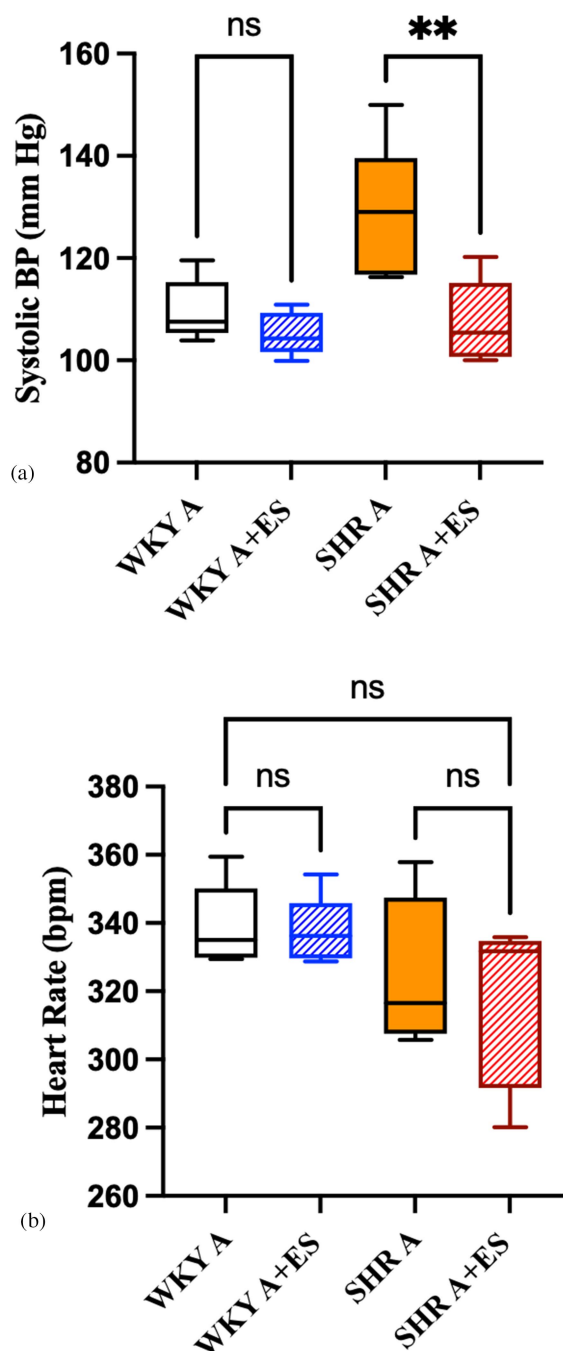 ns
**
Systolic BP (mm Hg)
160
140
120
100
80
(a)
WKY A
WKY A+ES
SHR A
SHR A+ES
ns
ns
ns
Heart Rate (bpm)
380
360
340
320
300
280
260
(b)
WKY A
WKY A+ES
SHR A
SHR A+ES